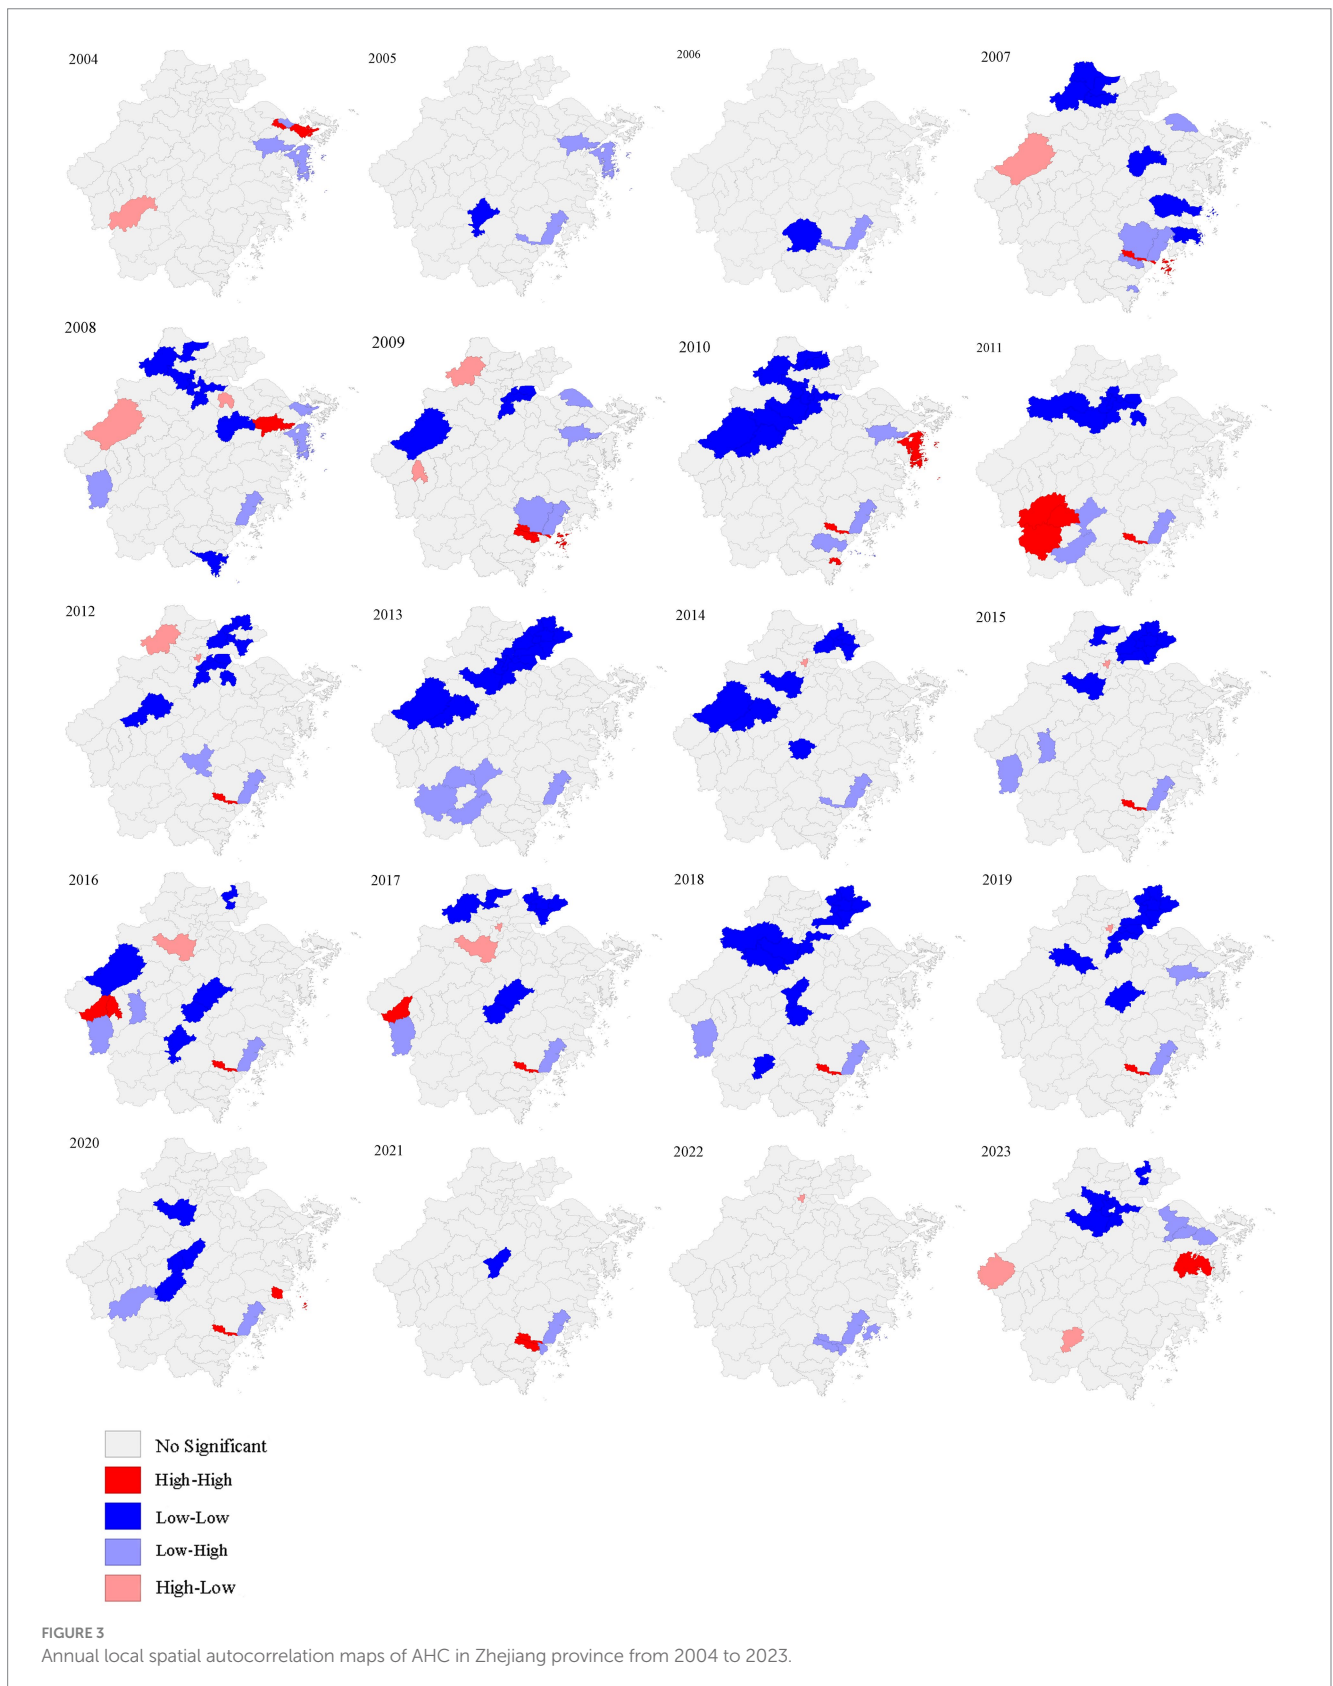 2004
2005
2006
2007
2008
2009
2010
2011
2012
2013
2014
2015
2016
2017
2018
2019
2020
2021
2022
2023
No Significant
High-High
Low-Low
Low-High
High-Low
FIGURE 3
Annual local spatial autocorrelation maps of AHC in Zhejiang province from 2004 to 2023.